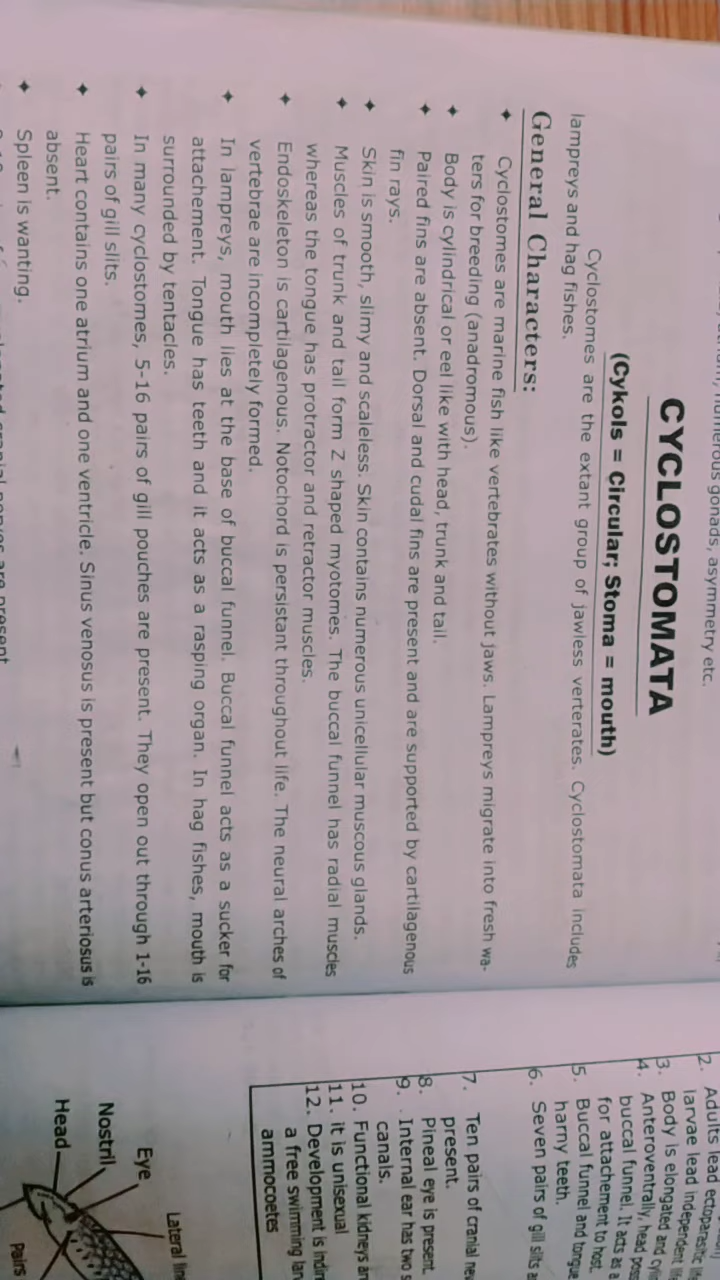 numerous gonads, asymmetry etc.
CYCLOSTOMATA
(Cykols = Circular; Stoma = mouth)
Cyclostomes are the extant group of jawless verterates. Cyclostomata includes
lampreys and hag fishes.
General Characters:
✦ Cyclostomes are marine fish like vertebrates without jaws. Lampreys migrate into fresh wa-
ters for breeding (anadromous).
✦ Body is cylindrical or eel like with head, trunk and tail.
✦ Paired fins are absent. Dorsal and cudal fins are present and are supported by cartilagenous
fin rays.
✦ Skin is smooth, slimy and scaleless. Skin contains numerous unicellular muscous glands.
✦ Muscles of trunk and tail form Z shaped myotomes. The buccal funnel has radial muscles
whereas the tongue has protractor and retractor muscles.
✦ Endoskeleton is cartilagenous. Notochord is persistant throughout life. The neural arches of
vertebrae are incompletely formed.
✦ In lampreys, mouth lies at the base of buccal funnel. Buccal funnel acts as a sucker for
attachement. Tongue has teeth and it acts as a rasping organ. In hag fishes, mouth is
surrounded by tentacles.
✦ In many cyclostomes, 5-16 pairs of gill pouches are present. They open out through 1-16
pairs of gill slits.
✦ Heart contains one atrium and one ventricle. Sinus venosus is present but conus arteriosus is
absent.
✦ Spleen is wanting.
cranial nerves are present
2. Adults lead ectoparasitic
larvae lead independent
3. Body is elongated and
4. Anteroventrally, head
buccal funnel. It acts as a
for attachement to host.
5. Buccal funnel and tongue
harny teeth.
6. Seven pairs of gill slits
7. Ten pairs of cranial
present.
8. Pineal eye is present.
9. . Internal ear has two
canals.
10. Functional kidneys
11. it is unisexual
12. Development is
a free swimming
ammocoetes
Lateral
Eye
Nostril
Head
Pairs